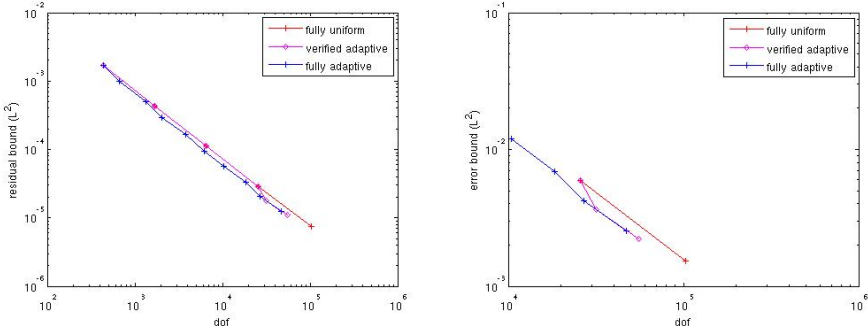 10^-2
10^-3
10^-4
10^-5
10^-6
residual bound (L^2)
10^2
10^3
10^4
10^5
10^6
dof
fully uniform
verified adaptive
fully adaptive
10^-1
10^-2
10^-3
error bound (L^2)
10^4
10^5
10^6
dof
fully uniform
verified adaptive
fully adaptive